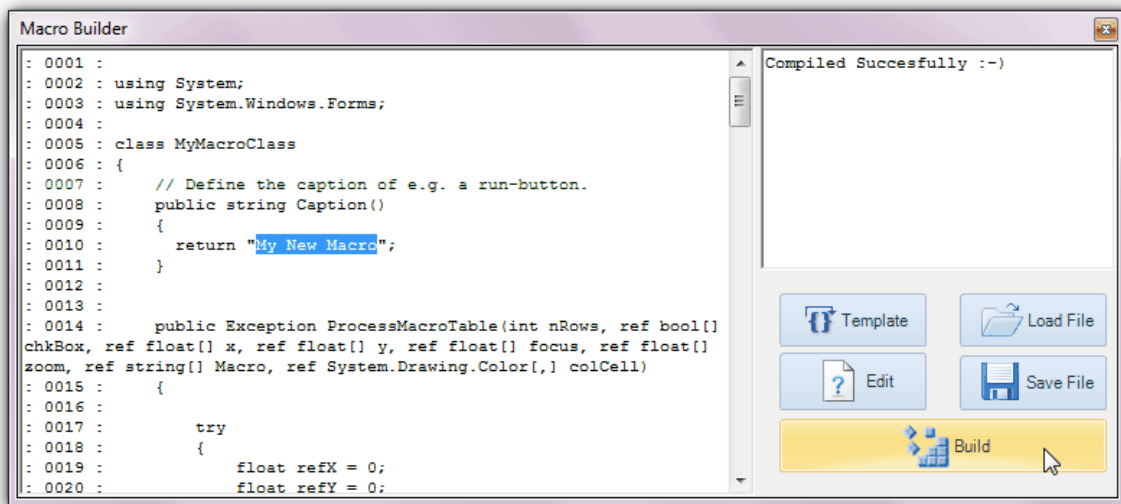 Macro Builder
: 0001 :
: 0002 : using System;
: 0003 : using System.Windows.Forms;
: 0004 :
: 0005 : class MyMacroClass
: 0006 : {
: 0007 :     // Define the caption of e.g. a run-button.
: 0008 :     public string Caption()
: 0009 :     {
: 0010 :       return "My New Macro";
: 0011 :     }
: 0012 :
: 0013 :
: 0014 :     public Exception ProcessMacroTable(int nRows, ref bool[]
chkBox, ref float[] x, ref float[] y, ref float[] focus, ref float[]
zoom, ref string[] Macro, ref System.Drawing.Color[,] colCell)
: 0015 :     {
: 0016 :
: 0017 :         try
: 0018 :         {
: 0019 :             float refX = 0;
: 0020 :             float refY = 0;
Compiled Succesfully :-)
Template
Load File
Edit
Save File
Build